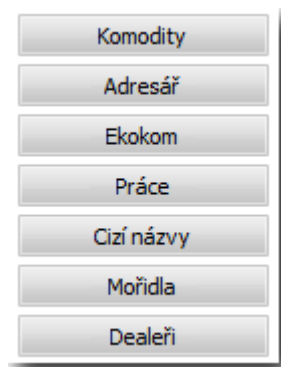 Komodity
Adresář
Ekokom
Práce
Cizí názvy
Mořidla
Dealeři